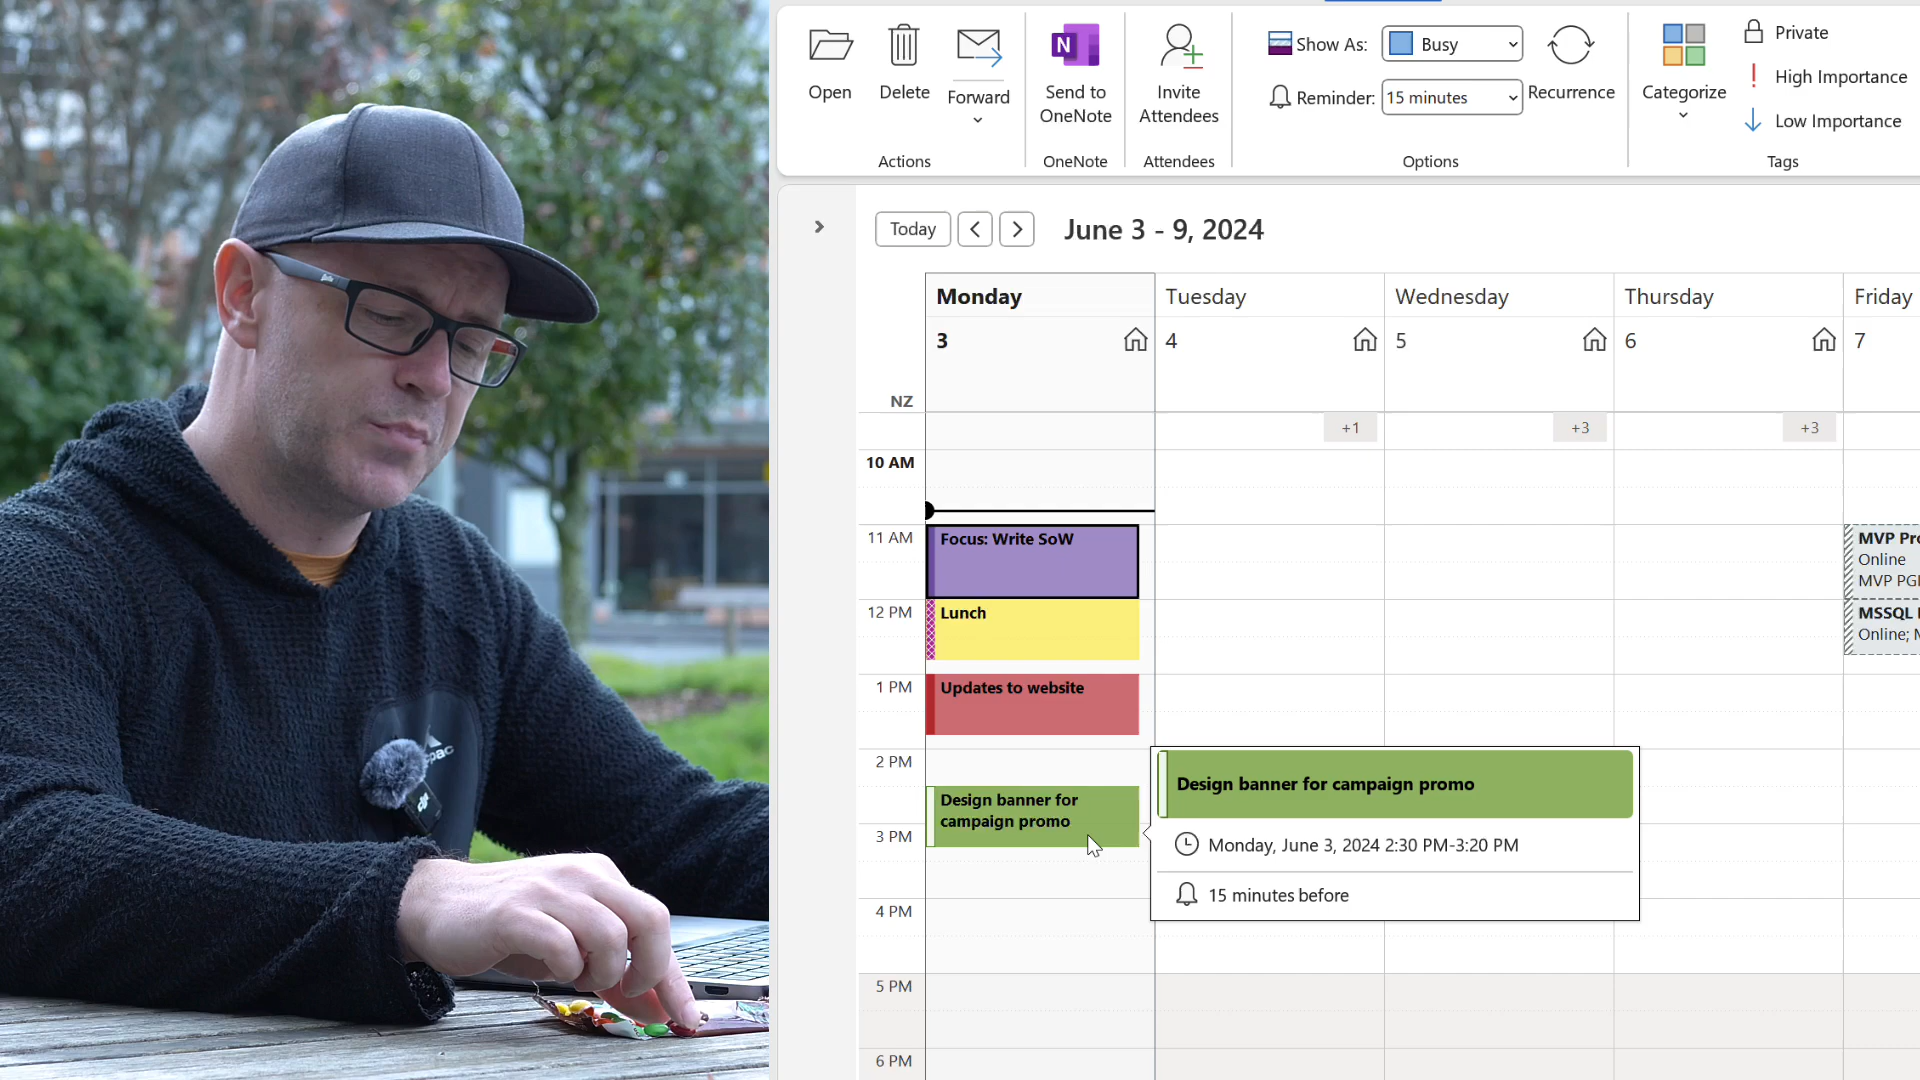 Open
Delete
Forward
Actions
N
Send to
OneNote
OneNote
Invite
Attendees
Attendees
Show As:
Busy
Reminder:
15 minutes
Recurrence
Options
Categorize
Private
High Importance
Low Importance
Tags
Today
June 3 - 9, 2024
Monday
Tuesday
Wednesday
Thursday
Friday
3
4
5
6
7
NZ
+1
+3
+3
10 AM
11 AM
Focus: Write SoW
MVP Pro
Online
MVP PGI
12 PM
Lunch
MSSQL
Online;
1 PM
Updates to website
2 PM
Design banner for
campaign promo
Design banner for campaign promo
Monday, June 3, 2024 2:30 PM-3:20 PM
15 minutes before
3 PM
4 PM
5 PM
6 PM